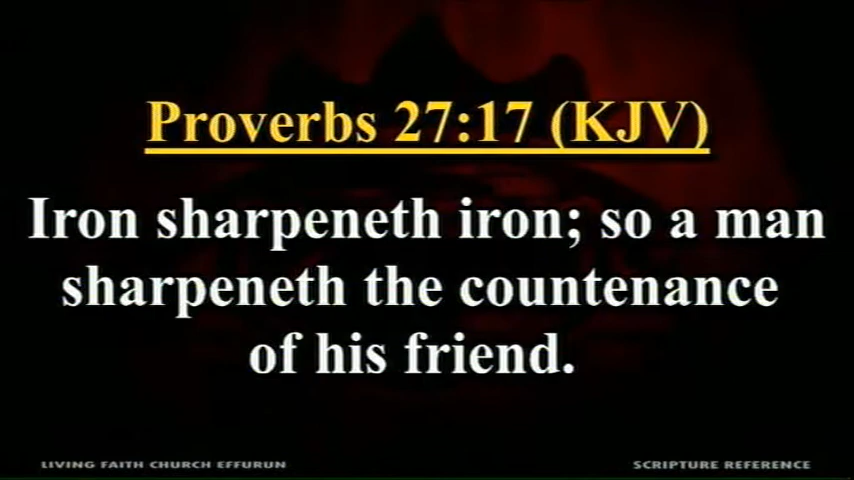 Proverbs 27:17 (KJV)
Iron sharpeneth iron; so a man
sharpeneth the countenance
of his friend.
LIVING FAITH CHURCH EFFURUN
SCRIPTURE REFERENCE